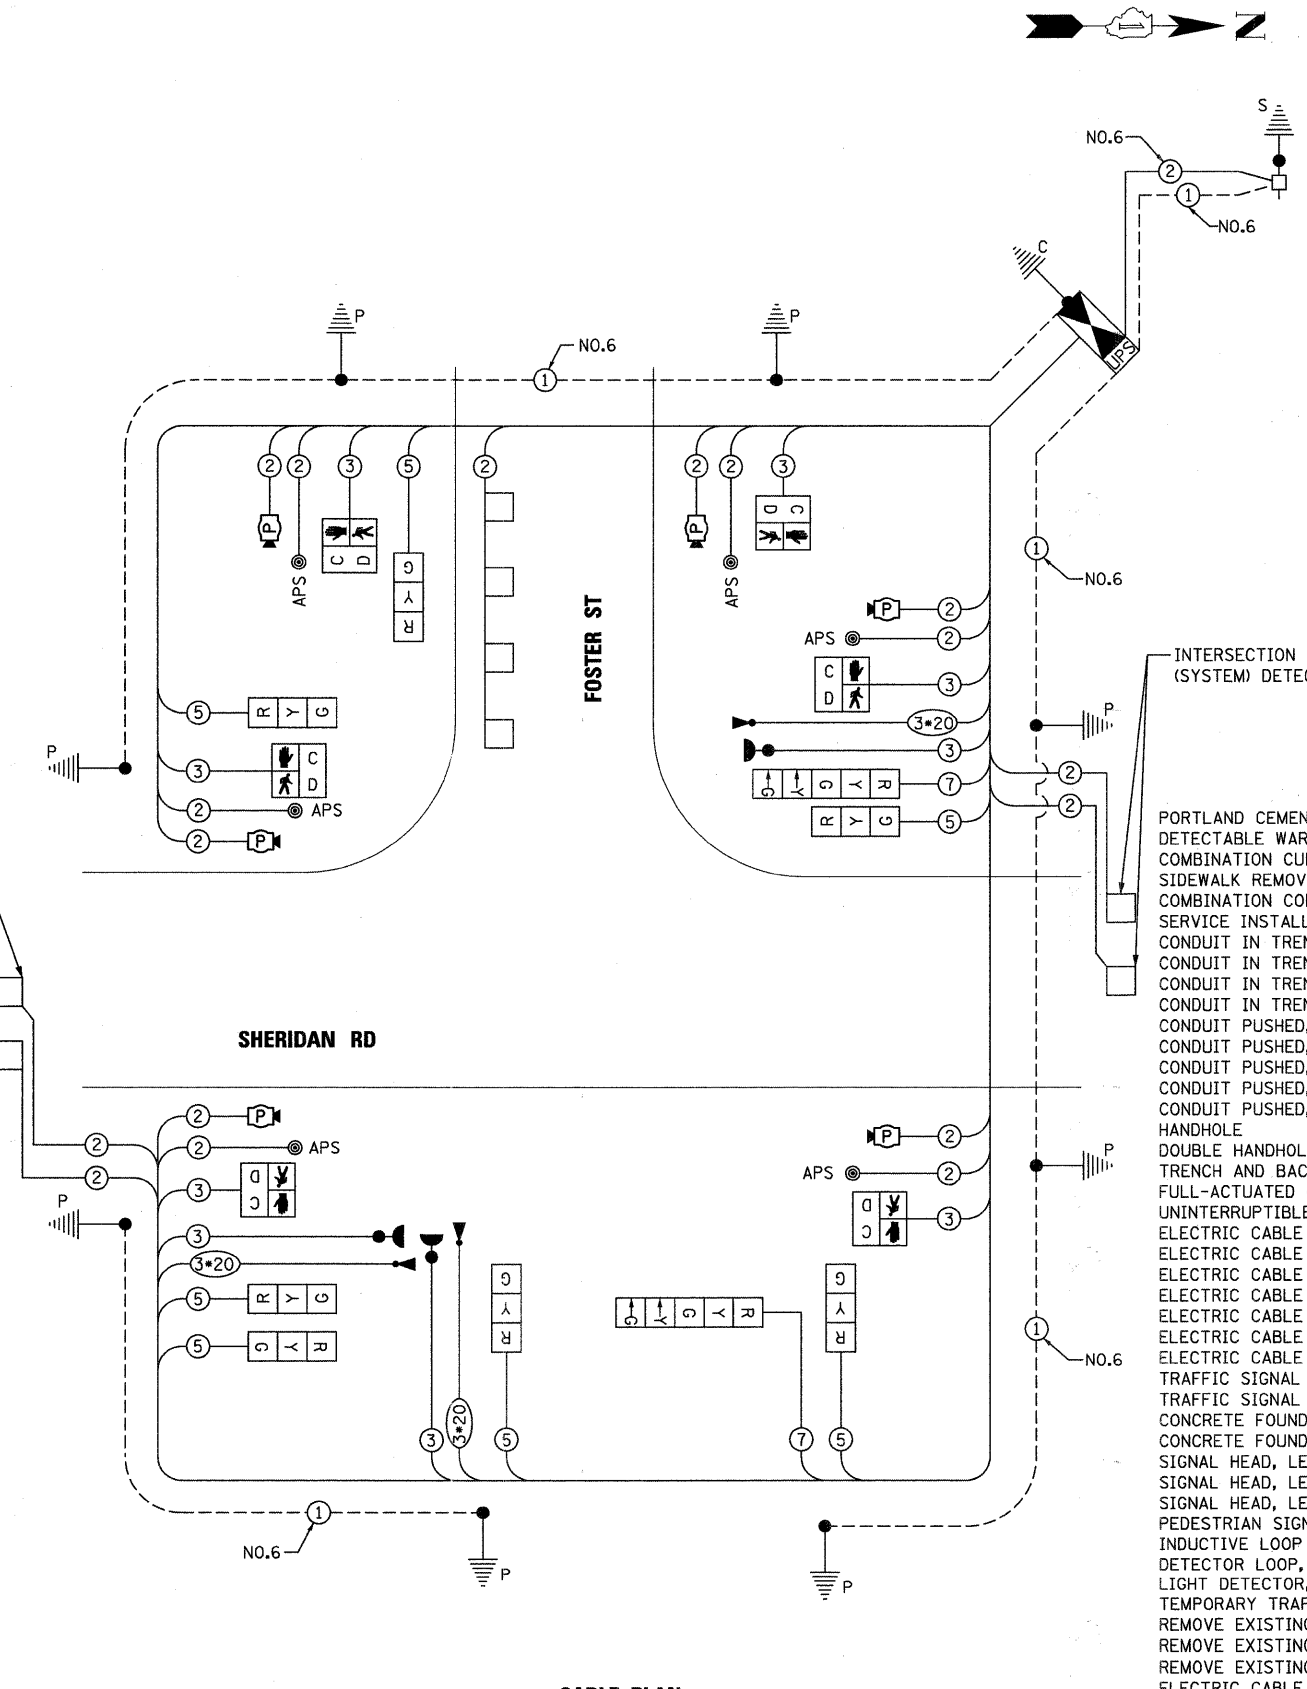 N
S
NO.6
2
1
NO.6
C
UPS
P
P
NO.6
1
2
2
3
5
2
2
2
3
P
APS
C D
G Y R
P
APS
D C
1
NO.6
FOSTER ST
P
2
APS
2
C
D
3
3*20
3
G Y G Y R
7
R Y G
5
INTERSECTION
P
2
2
5
R Y G
P
3
C
D
2
APS
2
P
PORTLAND CEMEN
DETECTABLE WAR
COMBINATION CU
SIDEWALK REMOV
COMBINATION CO
SERVICE INSTALL
CONDUIT IN TREN
CONDUIT IN TREN
CONDUIT IN TREN
CONDUIT IN TREN
CONDUIT PUSHED,
CONDUIT PUSHED,
CONDUIT PUSHED,
CONDUIT PUSHED,
CONDUIT PUSHED,
HANDHOLE
DOUBLE HANDHOL
TRENCH AND BAC
FULL-ACTUATED
UNINTERRUPTIBLE
ELECTRIC CABLE
ELECTRIC CABLE
ELECTRIC CABLE
ELECTRIC CABLE
ELECTRIC CABLE
ELECTRIC CABLE
ELECTRIC CABLE
TRAFFIC SIGNAL
TRAFFIC SIGNAL
CONCRETE FOUND
CONCRETE FOUND
SIGNAL HEAD, LE
SIGNAL HEAD, LE
SIGNAL HEAD, LE
PEDESTRIAN SIGN
INDUCTIVE LOOP
DETECTOR LOOP,
LIGHT DETECTOR,
TEMPORARY TRAF
REMOVE EXISTING
REMOVE EXISTING
REMOVE EXISTING
ELECTRIC CABLE
SHERIDAN RD
2
P
2
APS
2
2
3
D
C
P
3
3*20
5
R Y G
5
G Y R
P
2
APS
2
D
C
3
P
G Y R
G Y G Y R
G Y R
1
NO.6
3
3*20
5
7
5
1
NO.6
P
P
CABLE PLAN